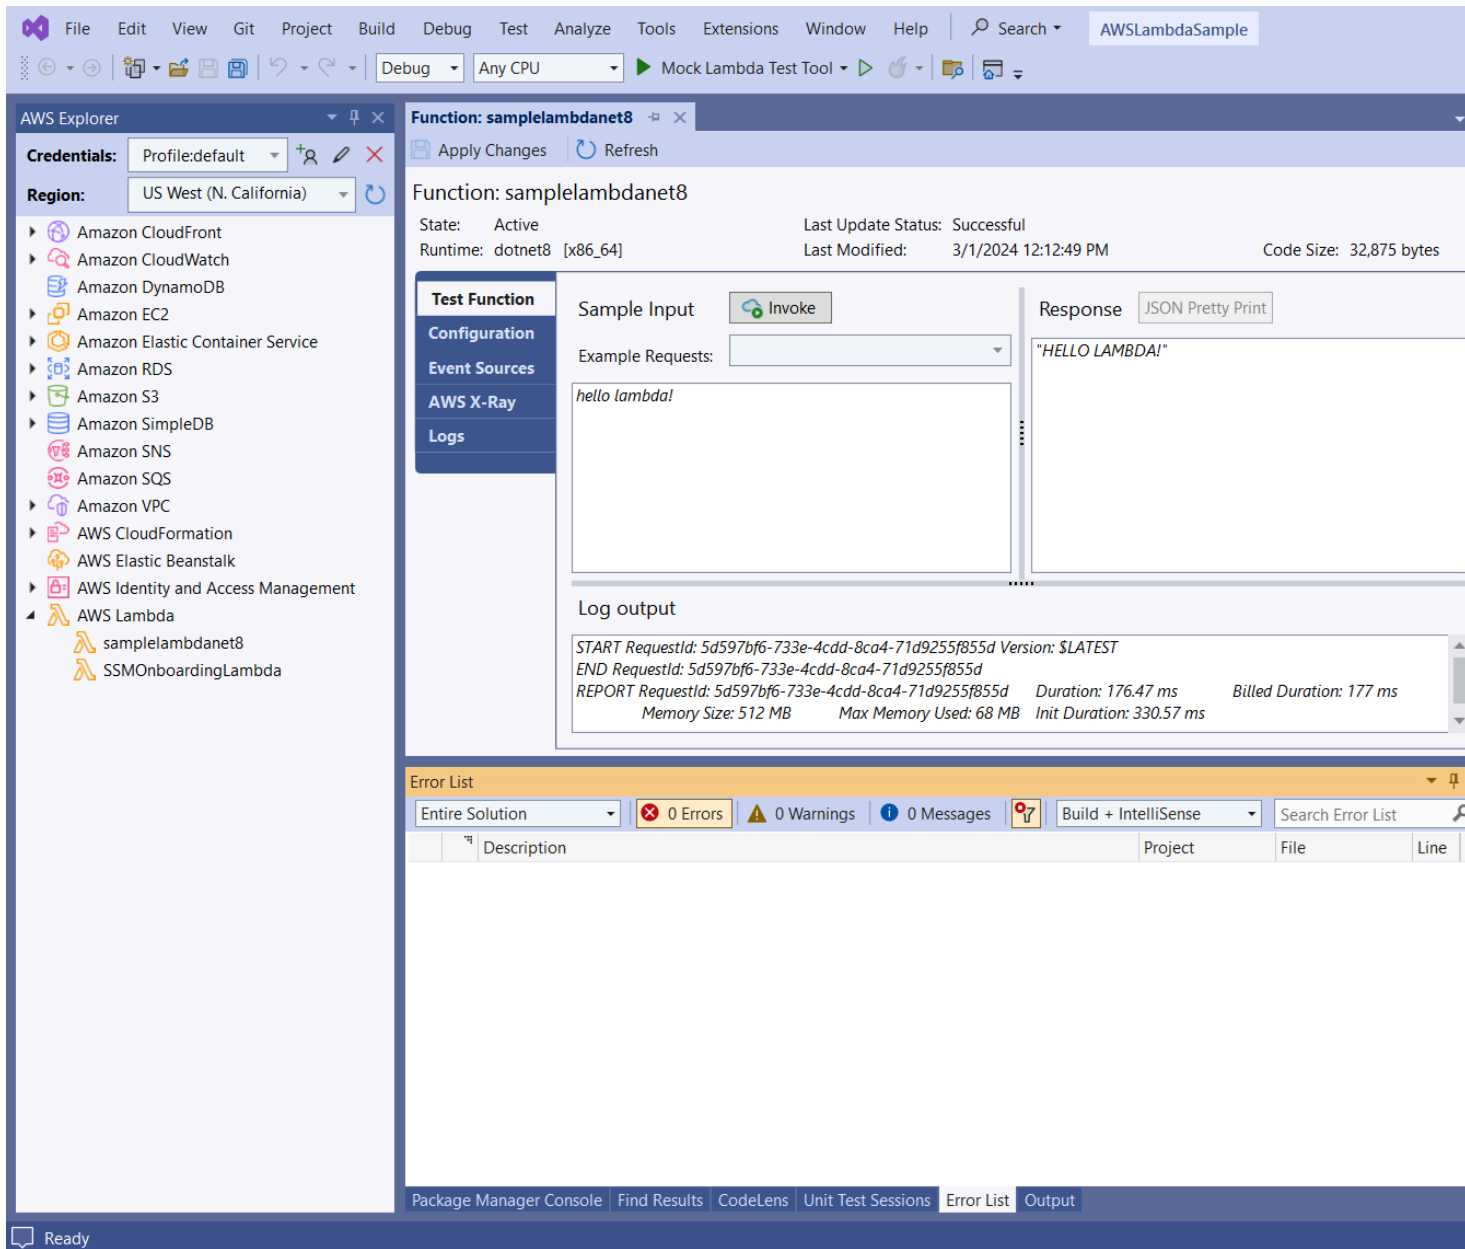 File Edit View Git Project Build Debug Test Analyze Tools Extensions Window Help Search AWSLambdaSample
Debug Any CPU Mock Lambda Test Tool
AWS Explorer
Credentials: Profile:default
Region: US West (N. California)
Amazon CloudFront
Amazon CloudWatch
Amazon DynamoDB
Amazon EC2
Amazon Elastic Container Service
Amazon RDS
Amazon S3
Amazon SimpleDB
Amazon SNS
Amazon SQS
Amazon VPC
AWS CloudFormation
AWS Elastic Beanstalk
AWS Identity and Access Management
AWS Lambda
samplelambdanet8
SSMOnboardingLambda
Function: samplelambdanet8
Apply Changes Refresh
Function: samplelambdanet8
State: Active Last Update Status: Successful
Runtime: dotnet8 [x86_64] Last Modified: 3/1/2024 12:12:49 PM Code Size: 32,875 bytes
Test Function
Configuration
Event Sources
AWS X-Ray
Logs
Sample Input Invoke
Example Requests:
hello lambda!
Response JSON Pretty Print
"HELLO LAMBDA!"
Log output
START RequestId: 5d597bf6-733e-4cdd-8ca4-71d9255f855d Version: $LATEST
END RequestId: 5d597bf6-733e-4cdd-8ca4-71d9255f855d
REPORT RequestId: 5d597bf6-733e-4cdd-8ca4-71d9255f855d Duration: 176.47 ms Billed Duration: 177 ms
Memory Size: 512 MB Max Memory Used: 68 MB Init Duration: 330.57 ms
Error List
Entire Solution 0 Errors 0 Warnings 0 Messages Build + IntelliSense Search Error List
Description Project File Line
Package Manager Console Find Results CodeLens Unit Test Sessions Error List Output
Ready